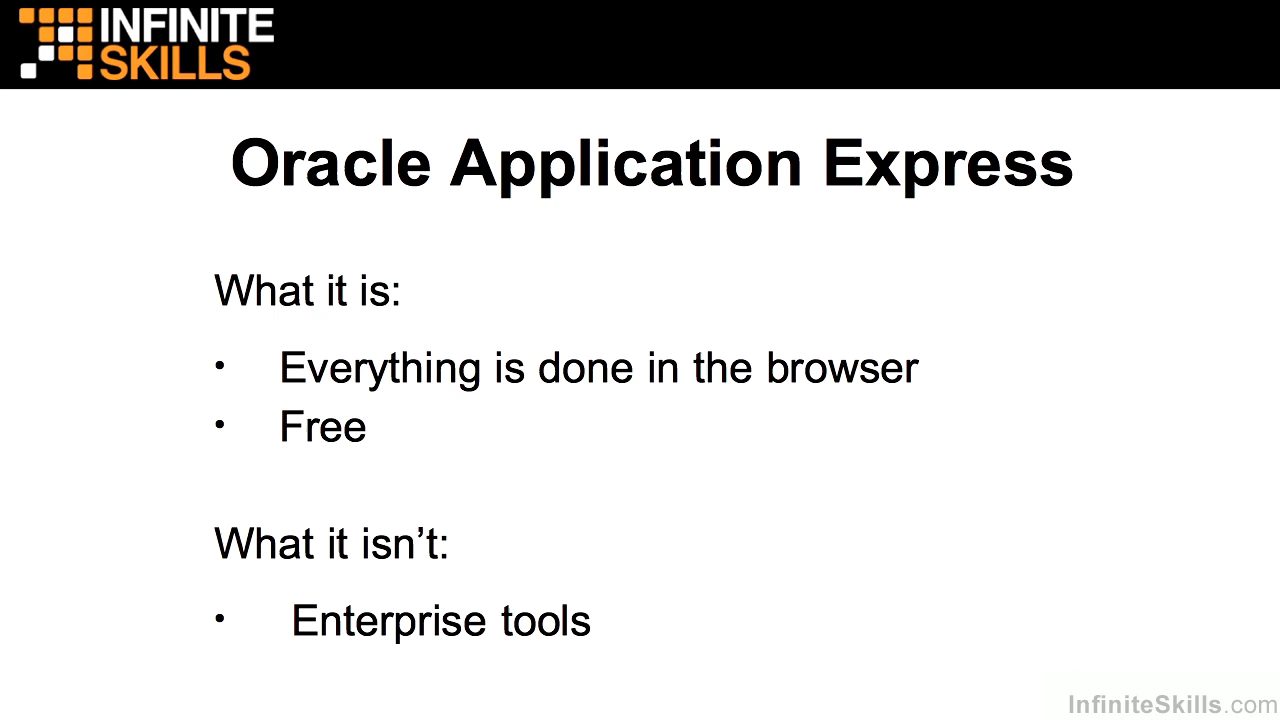 INFINITE
SKILLS
Oracle Application Express
What it is:
• Everything is done in the browser
• Free
What it isn’t:
• Enterprise tools
InfiniteSkills.com